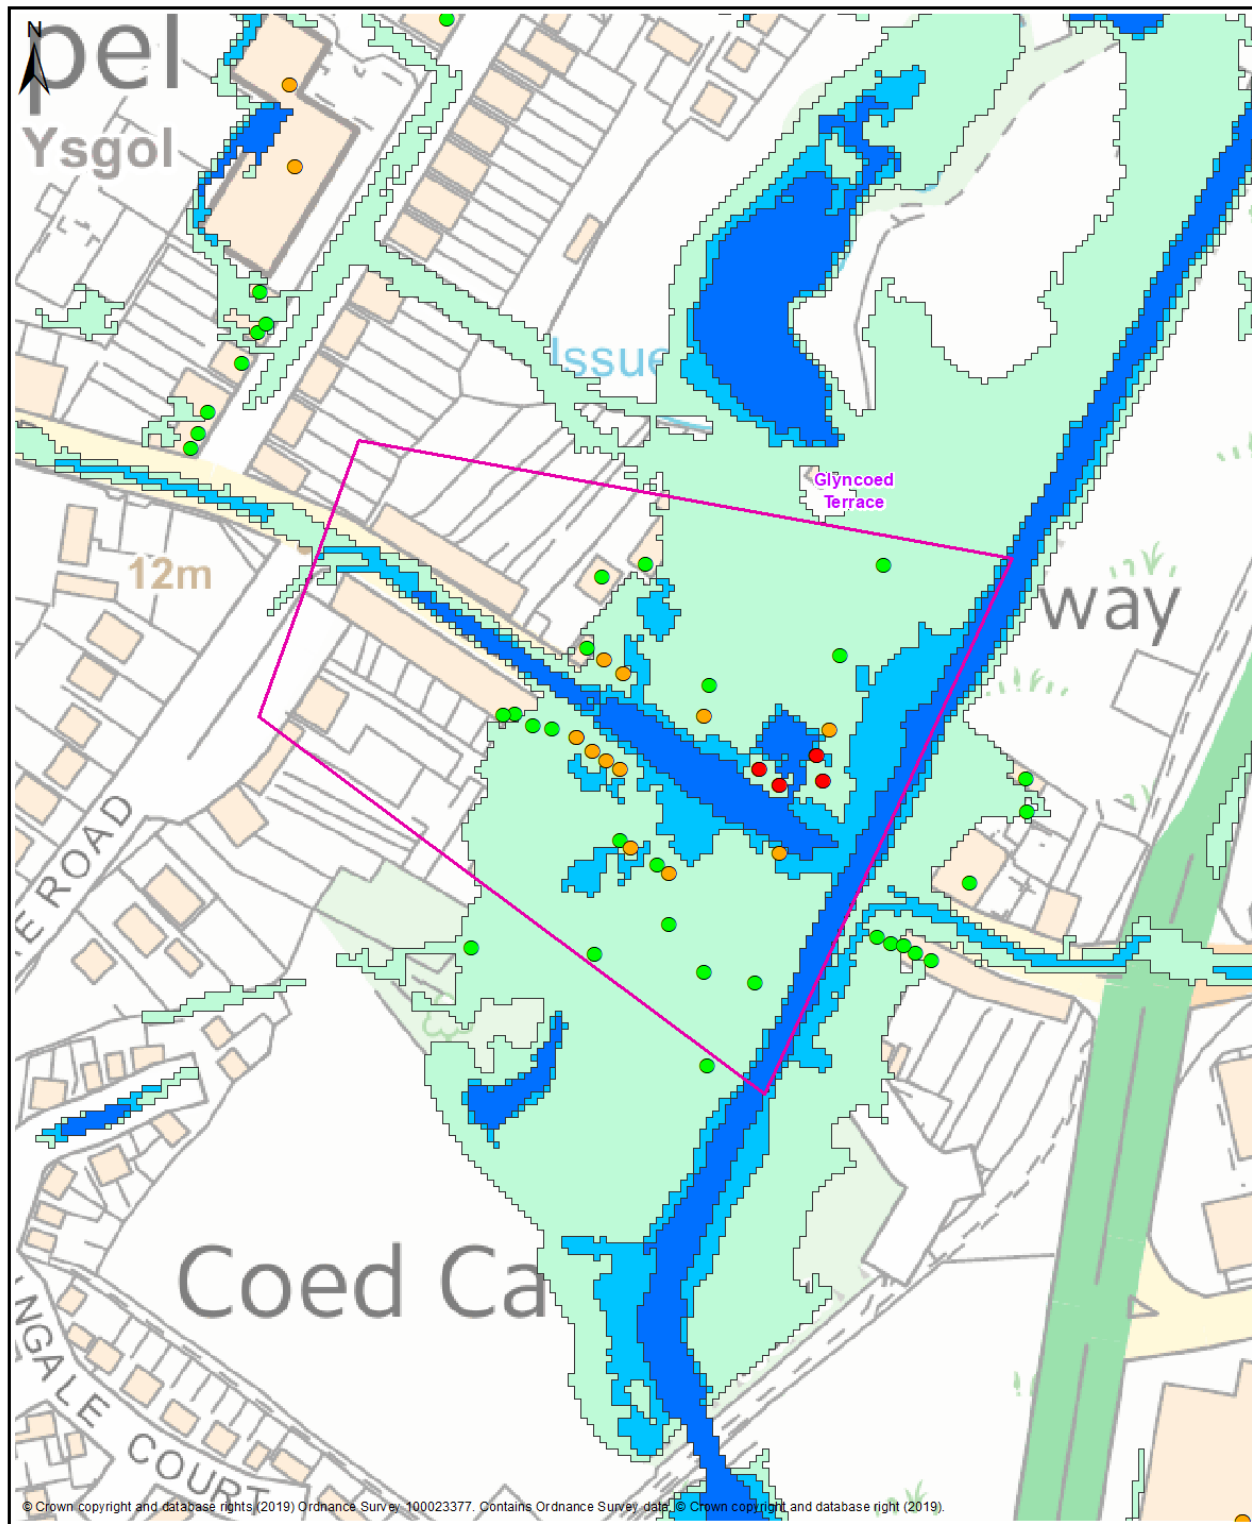 N
pel
Ysgol
Issue
Glyncoed
Terrace
12m
way
E ROAD
Coed Ca
NGALE COURT
© Crown copyright and database rights (2019) Ordnance Survey 100023377. Contains Ordnance Survey data © Crown copyright and database right (2019).